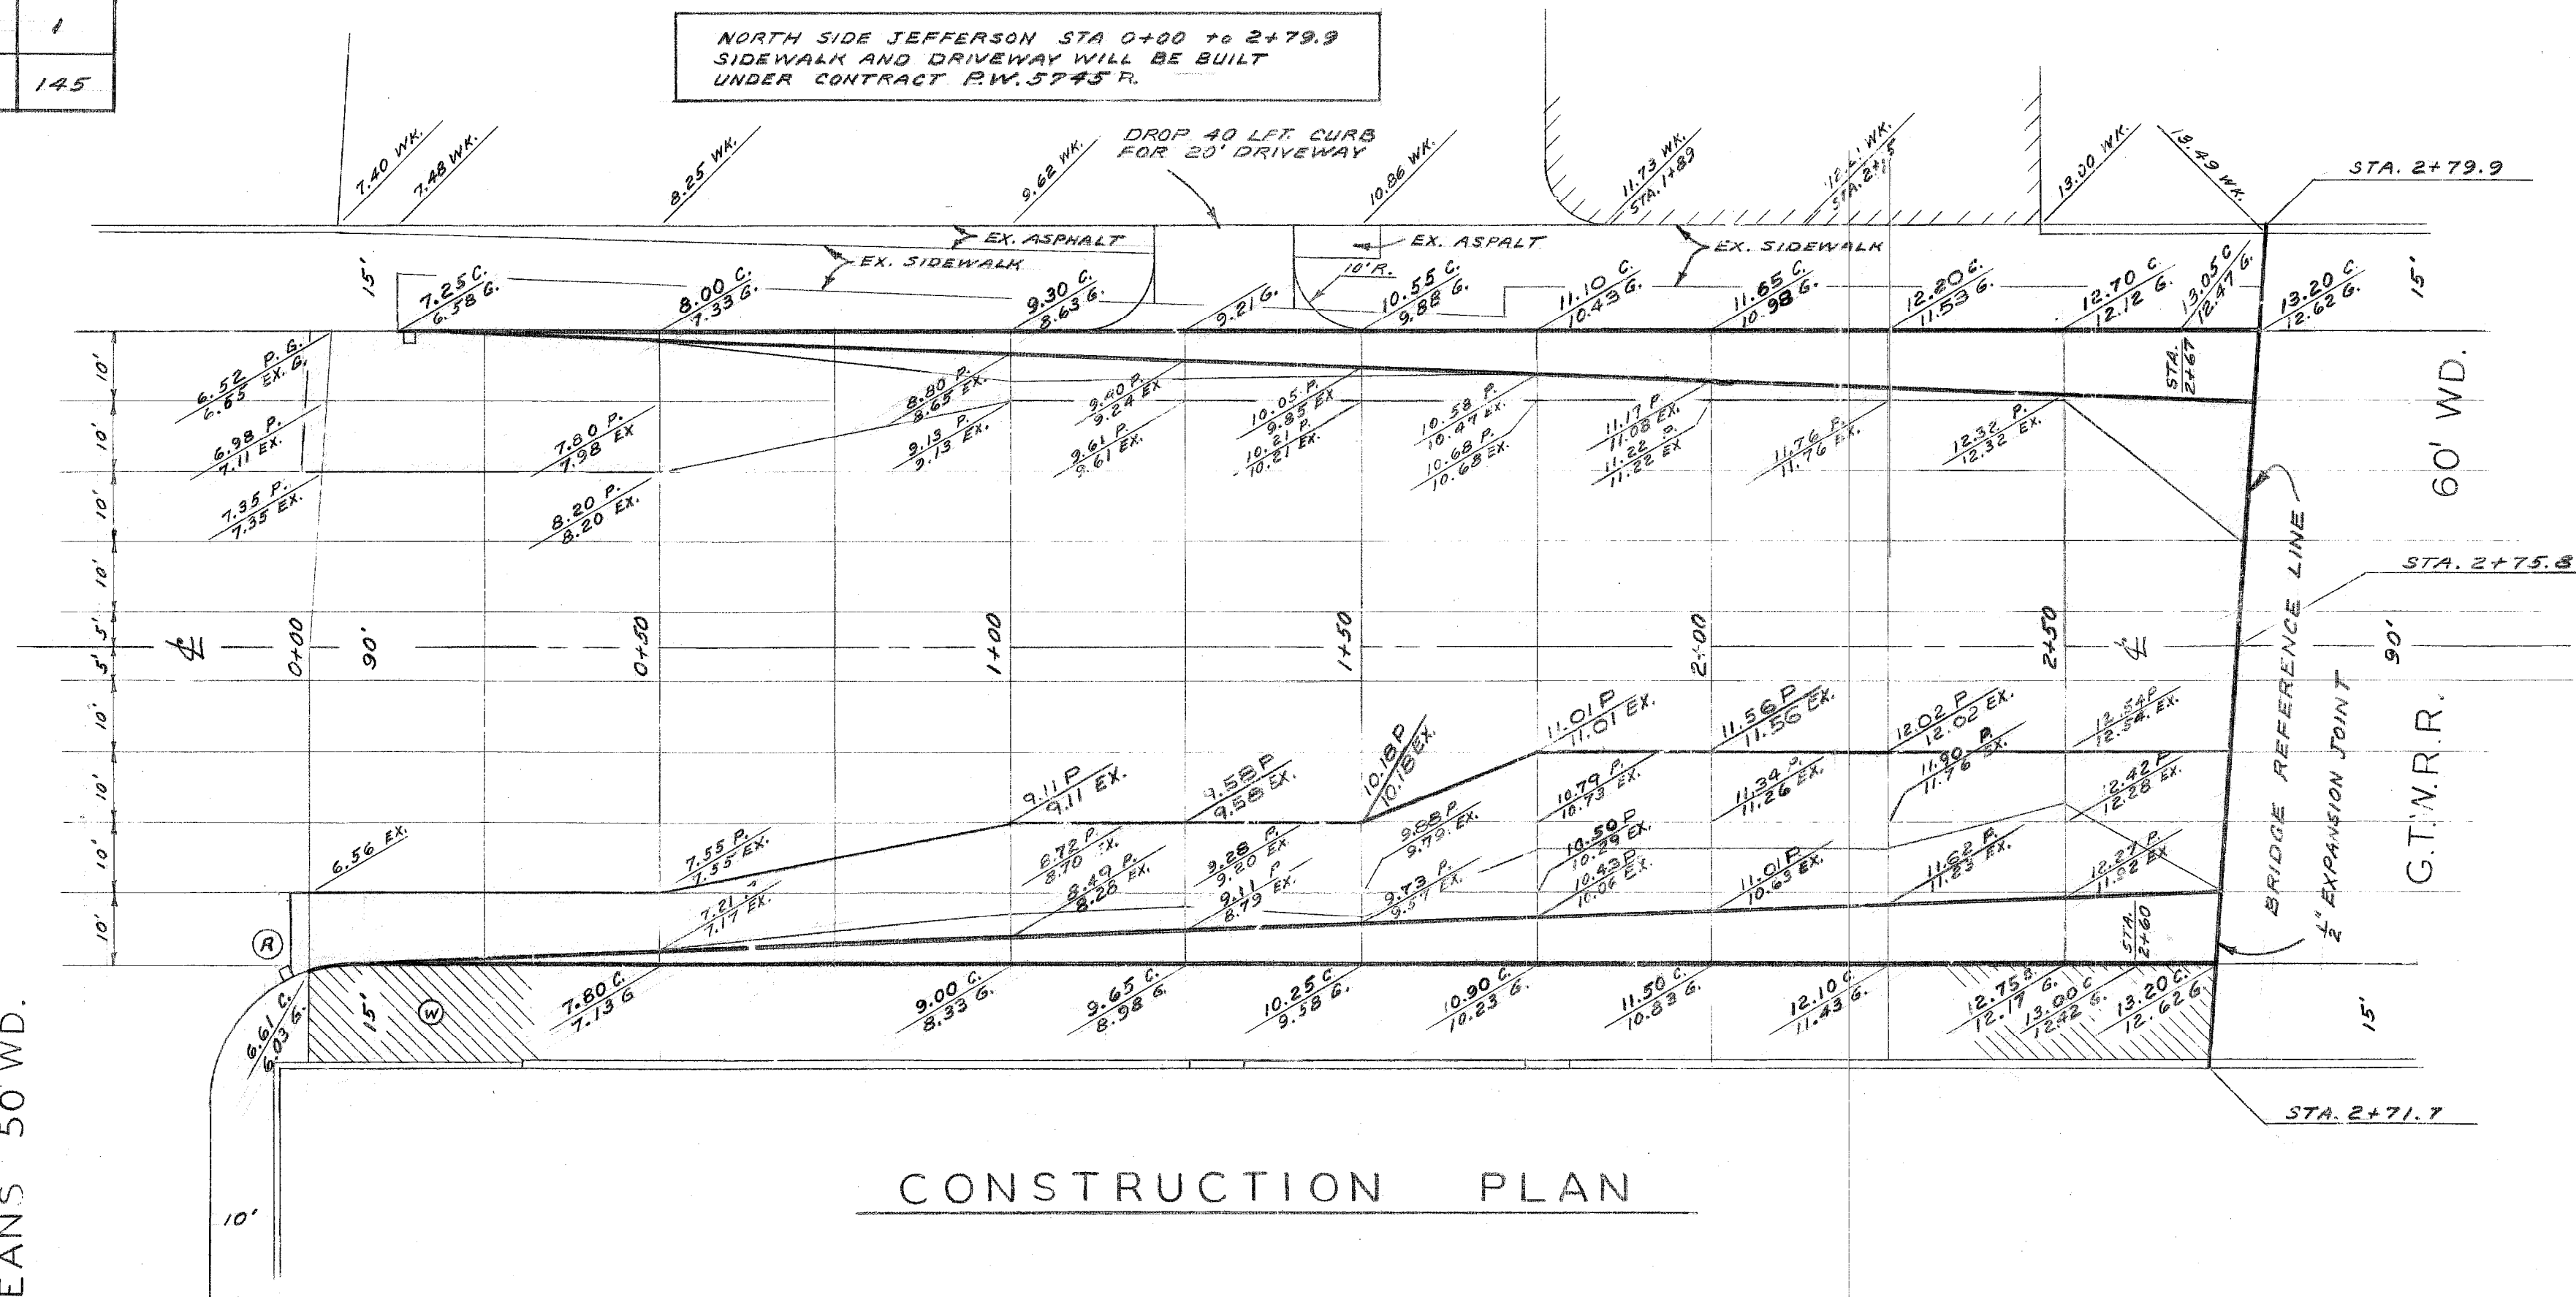 1
145
NORTH SIDE JEFFERSON STA 0+00 to 2+79.9
SIDEWALK AND DRIVEWAY WILL BE BUILT
UNDER CONTRACT P.W. 5745 R.
DROP 40 LFT. CURB
FOR 20' DRIVEWAY
7.40 WK.
7.48 WK.
8.25 WK.
9.62 WK.
10.86 WK.
11.73 WK.
STA. 1+89
WK.
13.00 WK.
13.49 WK.
STA. 2+79.9
EX. ASPHALT
EX. SIDEWALK
EX. ASPALT
EX. SIDEWALK
10' R.
15'
7.25 C.
6.58 G.
8.00 C.
7.33 G.
9.30 C.
8.63 G.
9.21 G.
10.55 C.
9.88 G.
11.10 C.
10.43 G.
11.65 C.
10.98 G.
12.20 C.
11.53 G.
12.70 C.
12.12 G.
13.05 C
12.47 G.
13.20 C.
12.62 G.
15'
STA.
2+67
10'
10'
10'
10'
5'
5'
10'
10'
10'
10'
6.52 P. G.
6.65 EX. G.
6.98 P.
7.11 EX.
7.35 P.
7.35 EX.
7.80 P.
7.98 EX
8.20 P.
8.20 EX.
8.80 P.
8.65 EX.
9.13 P.
9.13 EX.
9.40 P.
9.24 EX
9.61 P.
9.61 EX.
10.05 P.
9.85 EX
10.21 P.
10.21 EX.
10.58 P.
10.47 EX.
10.68 P.
10.68 EX.
11.17 P
11.08 EX.
11.22 P.
11.22 EX
11.76 P.
11.76 EX.
12.32 P.
12.32 EX.
60' WD.
STA. 2+75.8
℄
0+00
90'
0+50
1+00
1+50
2+00
2+50
℄
90'
BRIDGE REFERENCE LINE
1/2" EXPANSION JOINT
G.T.W.R.R.
6.56 EX.
7.55 P.
7.55 EX.
7.21
7.17 EX.
9.11 P
9.11 EX.
8.72 P.
8.70 EX.
8.49 P.
8.28 EX.
9.58 P
9.58 EX.
9.28 P.
9.20 EX.
9.11 P
8.79 EX.
10.18 P
10.18 EX.
9.88 P.
9.79 EX.
9.73 P.
9.57 EX.
11.01 P
11.01 EX.
10.79 P.
10.73 EX.
10.50 P
10.29 EX.
10.43 P
10.06 EX.
11.56 P
11.56 EX.
11.34 P.
11.26 EX.
11.01 P
10.63 EX.
12.02 P
12.02 EX.
11.90 P.
11.76 EX.
11.62 P.
11.23 EX.
12.54 P
12.54 EX.
12.42 P
12.28 EX.
12.27 P.
11.92 EX
STA.
2+60
R
W
15'
6.61 C.
6.03 G.
7.80 C.
7.13 G
9.00 C.
8.33 G.
9.65 C.
8.98 G.
10.25 C
9.58 G.
10.90 C.
10.23 G.
11.50 C.
10.83 G.
12.10 C
11.43 G.
12.75
12.17 G.
13.00 C
12.42 G.
13.20 C.
12.62 G.
15'
STA. 2+71.7
EANS 50' WD.
10'
CONSTRUCTION PLAN